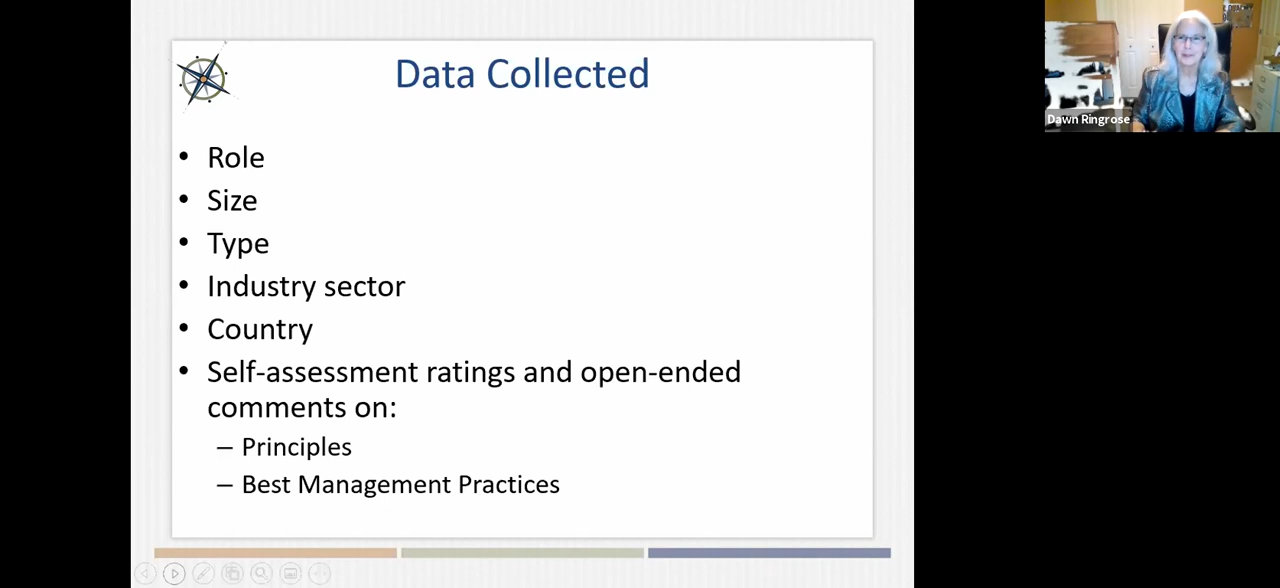 Data Collected
• Role
• Size
• Type
• Industry sector
• Country
• Self-assessment ratings and open-ended
comments on:
– Principles
– Best Management Practices
Dawn Ringrose